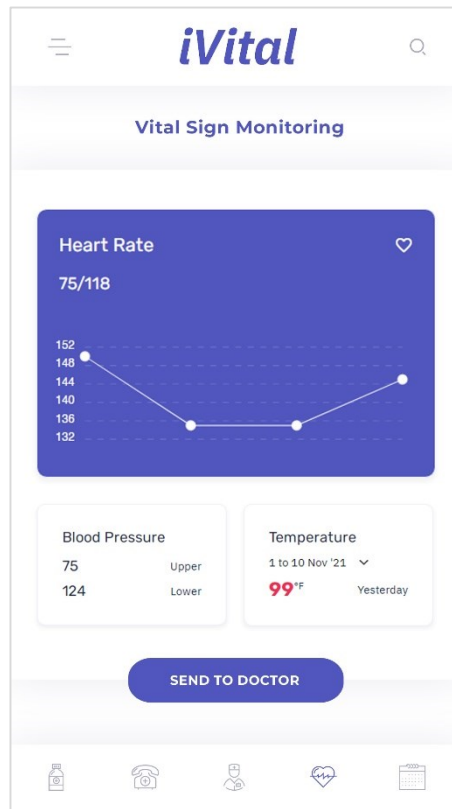 iVital
Vital Sign Monitoring
Heart Rate
75/118
152
148
144
140
136
132
Blood Pressure
75 Upper
124 Lower
Temperature
1 to 10 Nov '21
99°F Yesterday
SEND TO DOCTOR